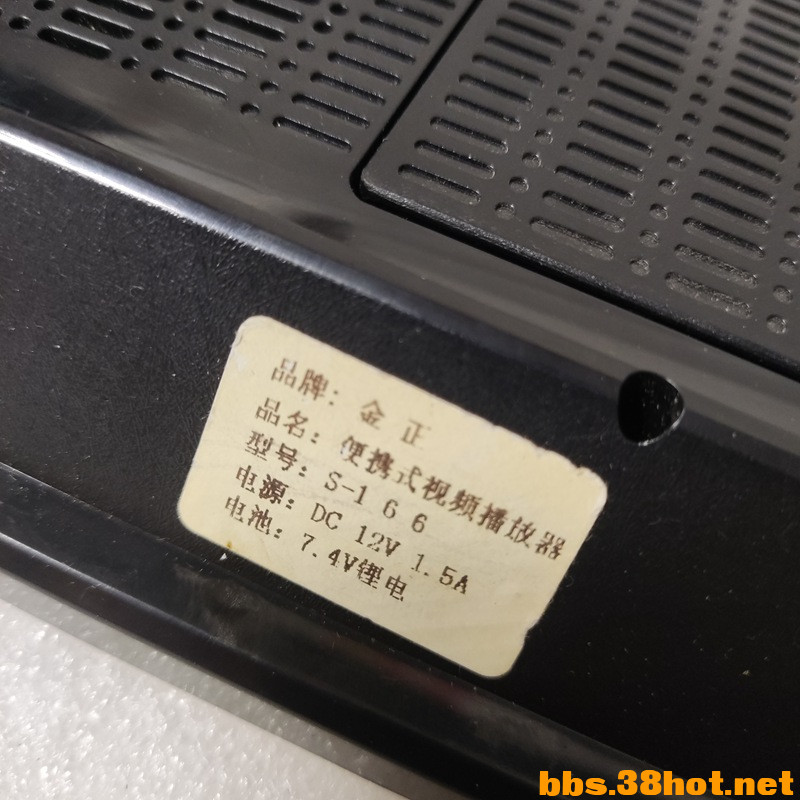 品牌: 金正
品名: 便携式视频播放器
型号: S-166
电源: DC 12V 1.5A
电池: 7.4V锂电
bbs.38hot.net